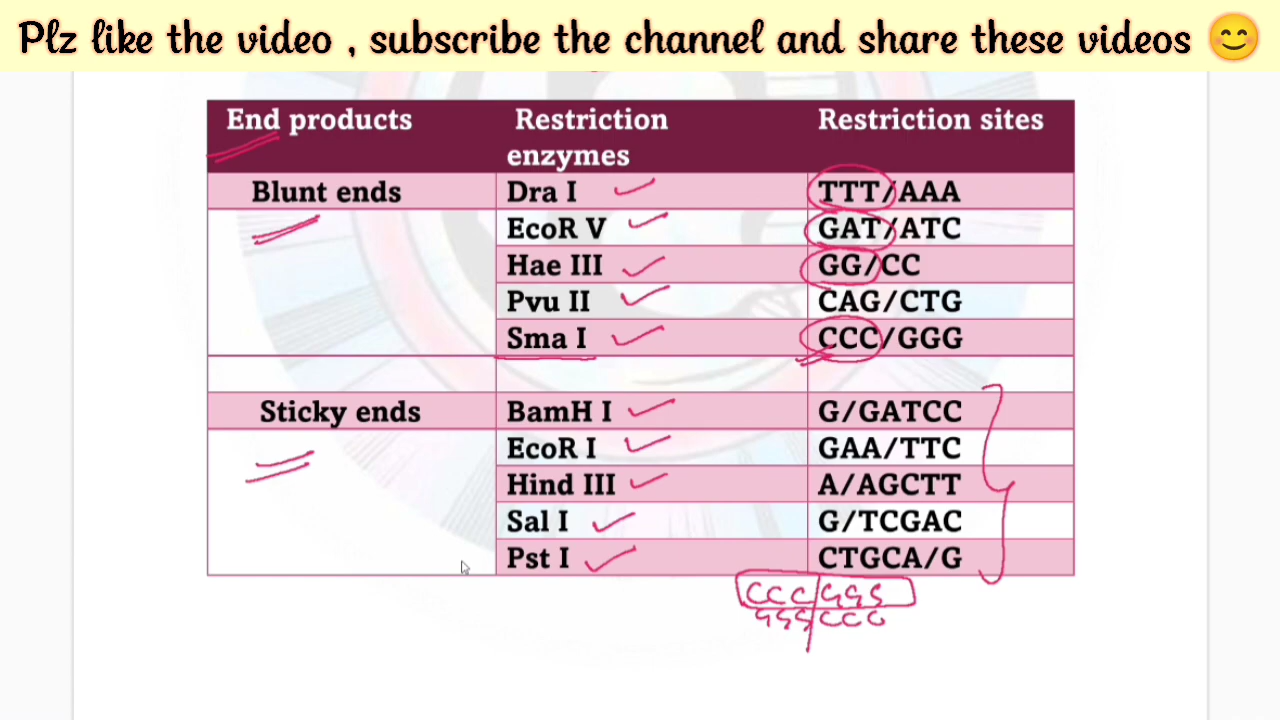 Plz like the video , subscribe the channel and share these videos 😊
End products Restriction enzymes Restriction sites
Blunt ends Dra I TTT/AAA
EcoR V GAT/ATC
Hae III GG/CC
Pvu II CAG/CTG
Sma I CCC/GGG
Sticky ends BamH I G/GATCC
EcoR I GAA/TTC
Hind III A/AGCTT
Sal I G/TCGAC
Pst I CTGCA/G
CCC GGG
GGG CCC